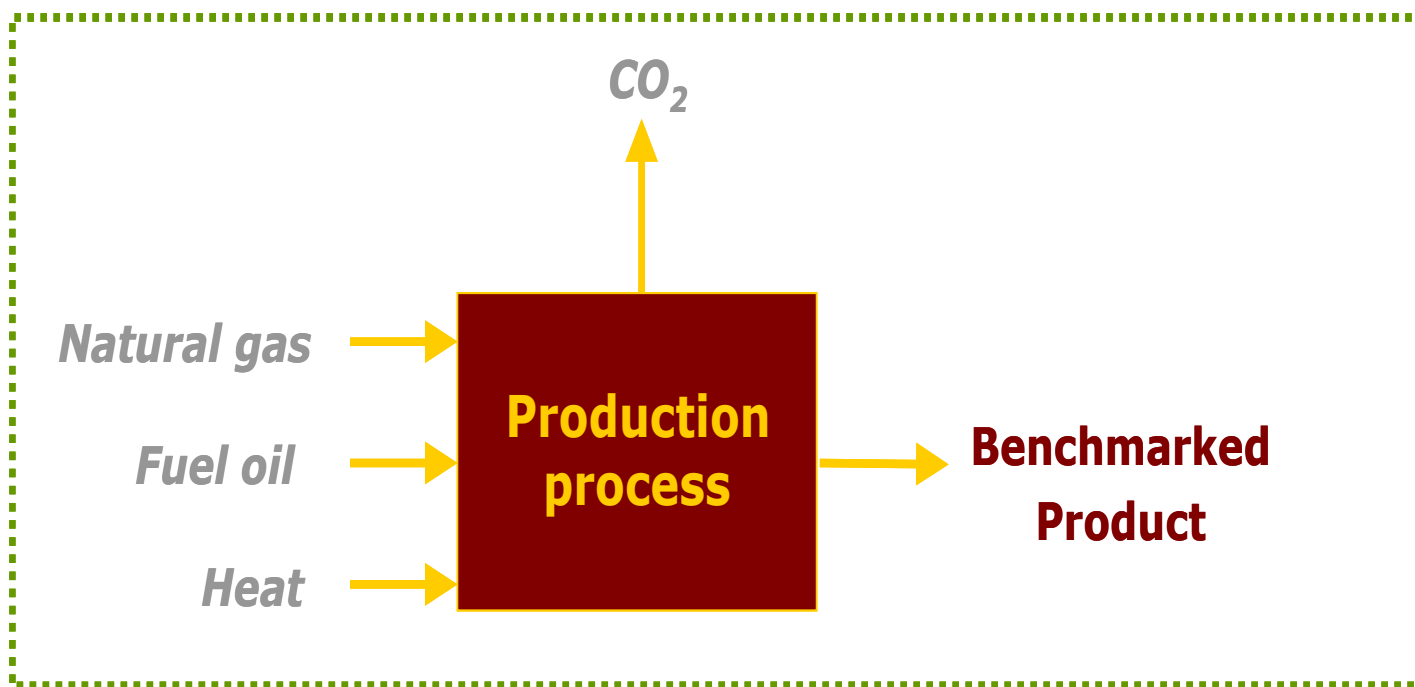 CO₂
Natural gas
Fuel oil
Heat
Production
process
Benchmarked
Product